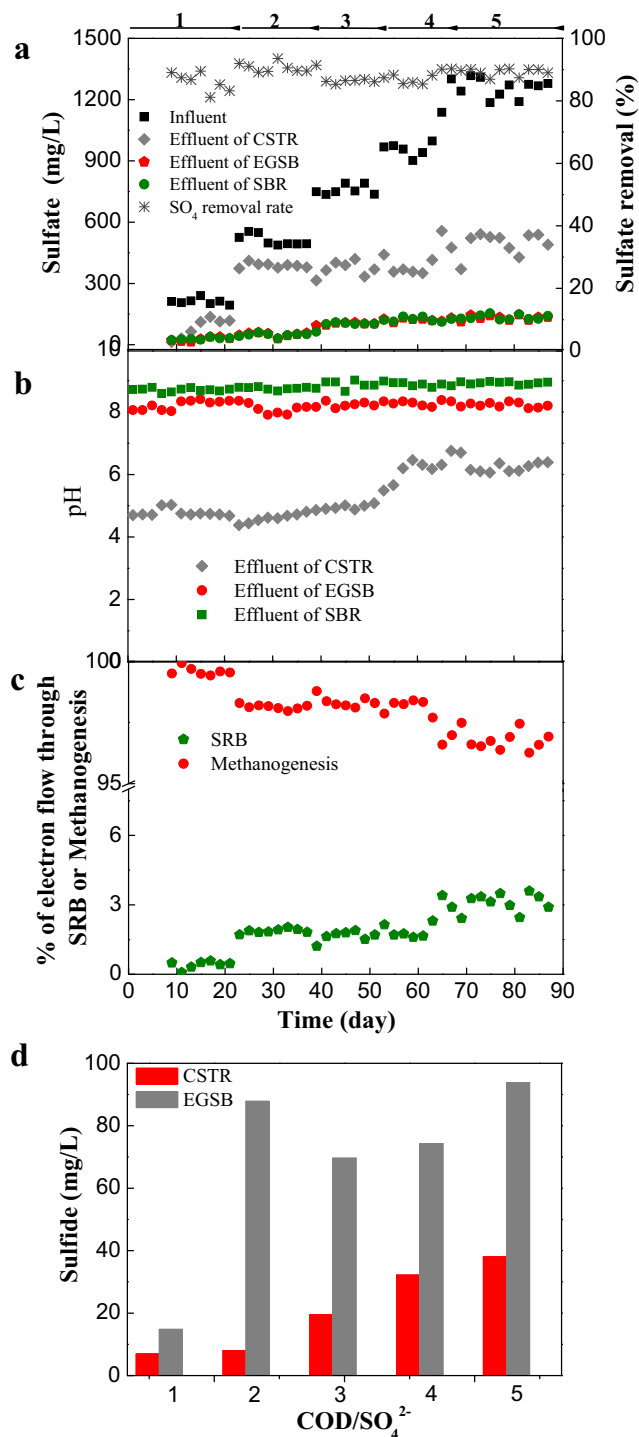 1 2 3 4 5
a
1500 100
1200 80
900 60
600 40
300 20
0 0
Sulfate (mg/L)
Sulfate removal (%)
Influent
Effluent of CSTR
Effluent of EGSB
Effluent of SBR
SO4 removal rate
b
10
8
6
4
2
0
pH
Effluent of CSTR
Effluent of EGSB
Effluent of SBR
c
100
95
6
3
0
% of electron flow through
SRB or Methanogenesis
SRB
Methanogenesis
0 10 20 30 40 50 60 70 80 90
Time (day)
d
100
80
60
40
20
0
Sulfide (mg/L)
CSTR
EGSB
1 2 3 4 5
COD/SO₄²⁻